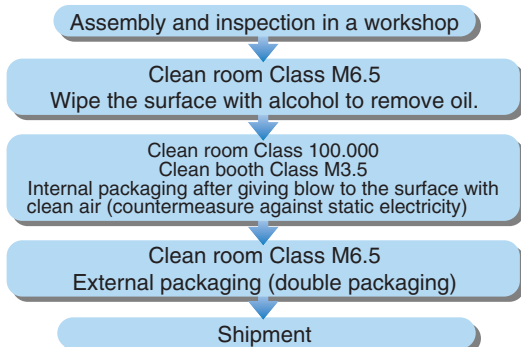 Assembly and inspection in a workshop
Clean room Class M6.5
Wipe the surface with alcohol to remove oil.
Clean room Class 100.000
Clean booth Class M3.5
Internal packaging after giving blow to the surface with
clean air (countermeasure against static electricity)
Clean room Class M6.5
External packaging (double packaging)
Shipment